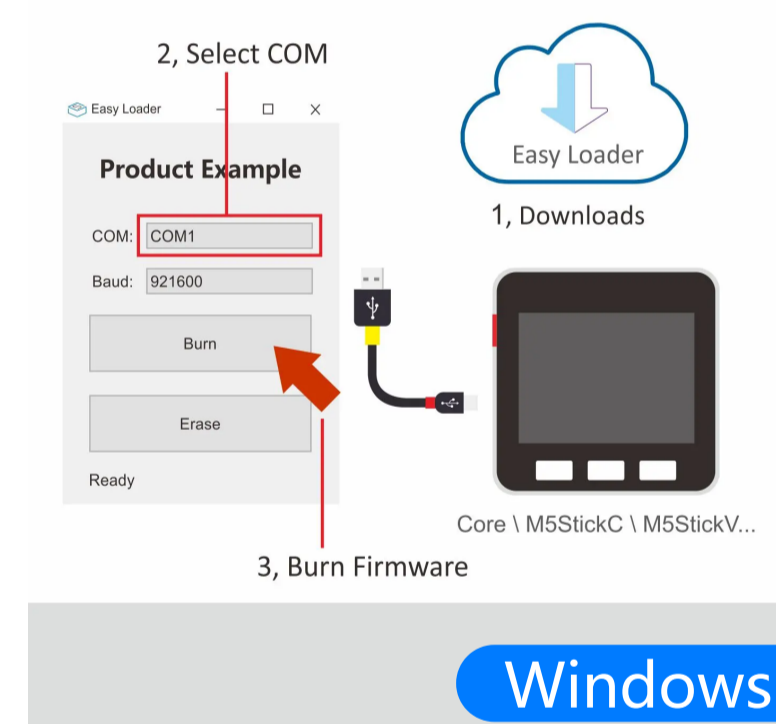 2, Select COM
Easy Loader
Product Example
COM: COM1
Baud: 921600
Burn
Erase
Ready
3, Burn Firmware
Easy Loader
1, Downloads
Core \ M5StickC \ M5StickV...
Windows